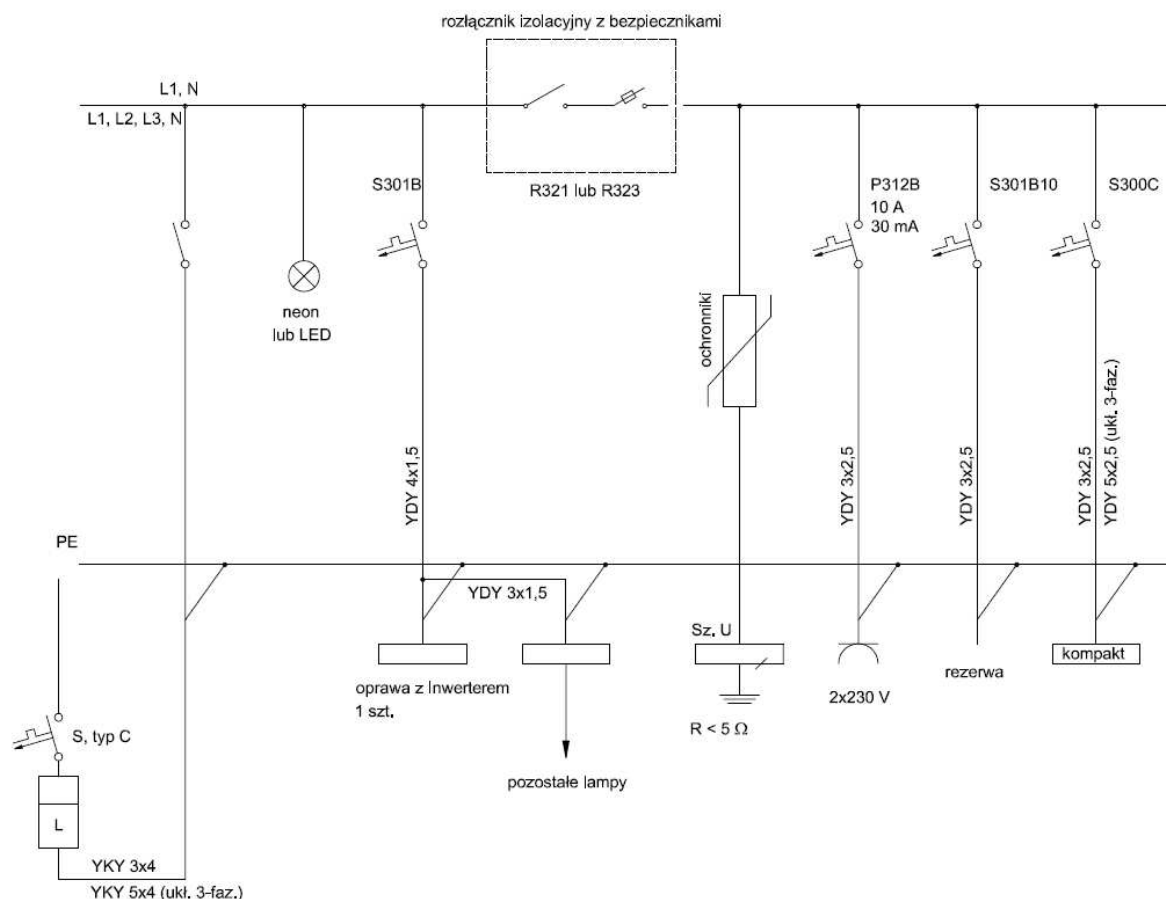 rozłącznik izolacyjny z bezpiecznikami
L1, N
L1, L2, L3, N
S301B
R321 lub R323
P312B
10 A
30 mA
S301B10
S300C
neon
lub LED
ochronniki
YDY 4x1,5
YDY 3x2,5
YDY 3x2,5
YDY 3x2,5
YDY 5x2,5 (ukł. 3-faz.)
PE
YDY 3x1,5
Sz. U
kompakt
oprawa z Inwerterem
1 szt.
2x230 V
rezerwa
R < 5 Ω
S, typ C
pozostałe lampy
L
YKY 3x4
YKY 5x4 (ukł. 3-faz.)